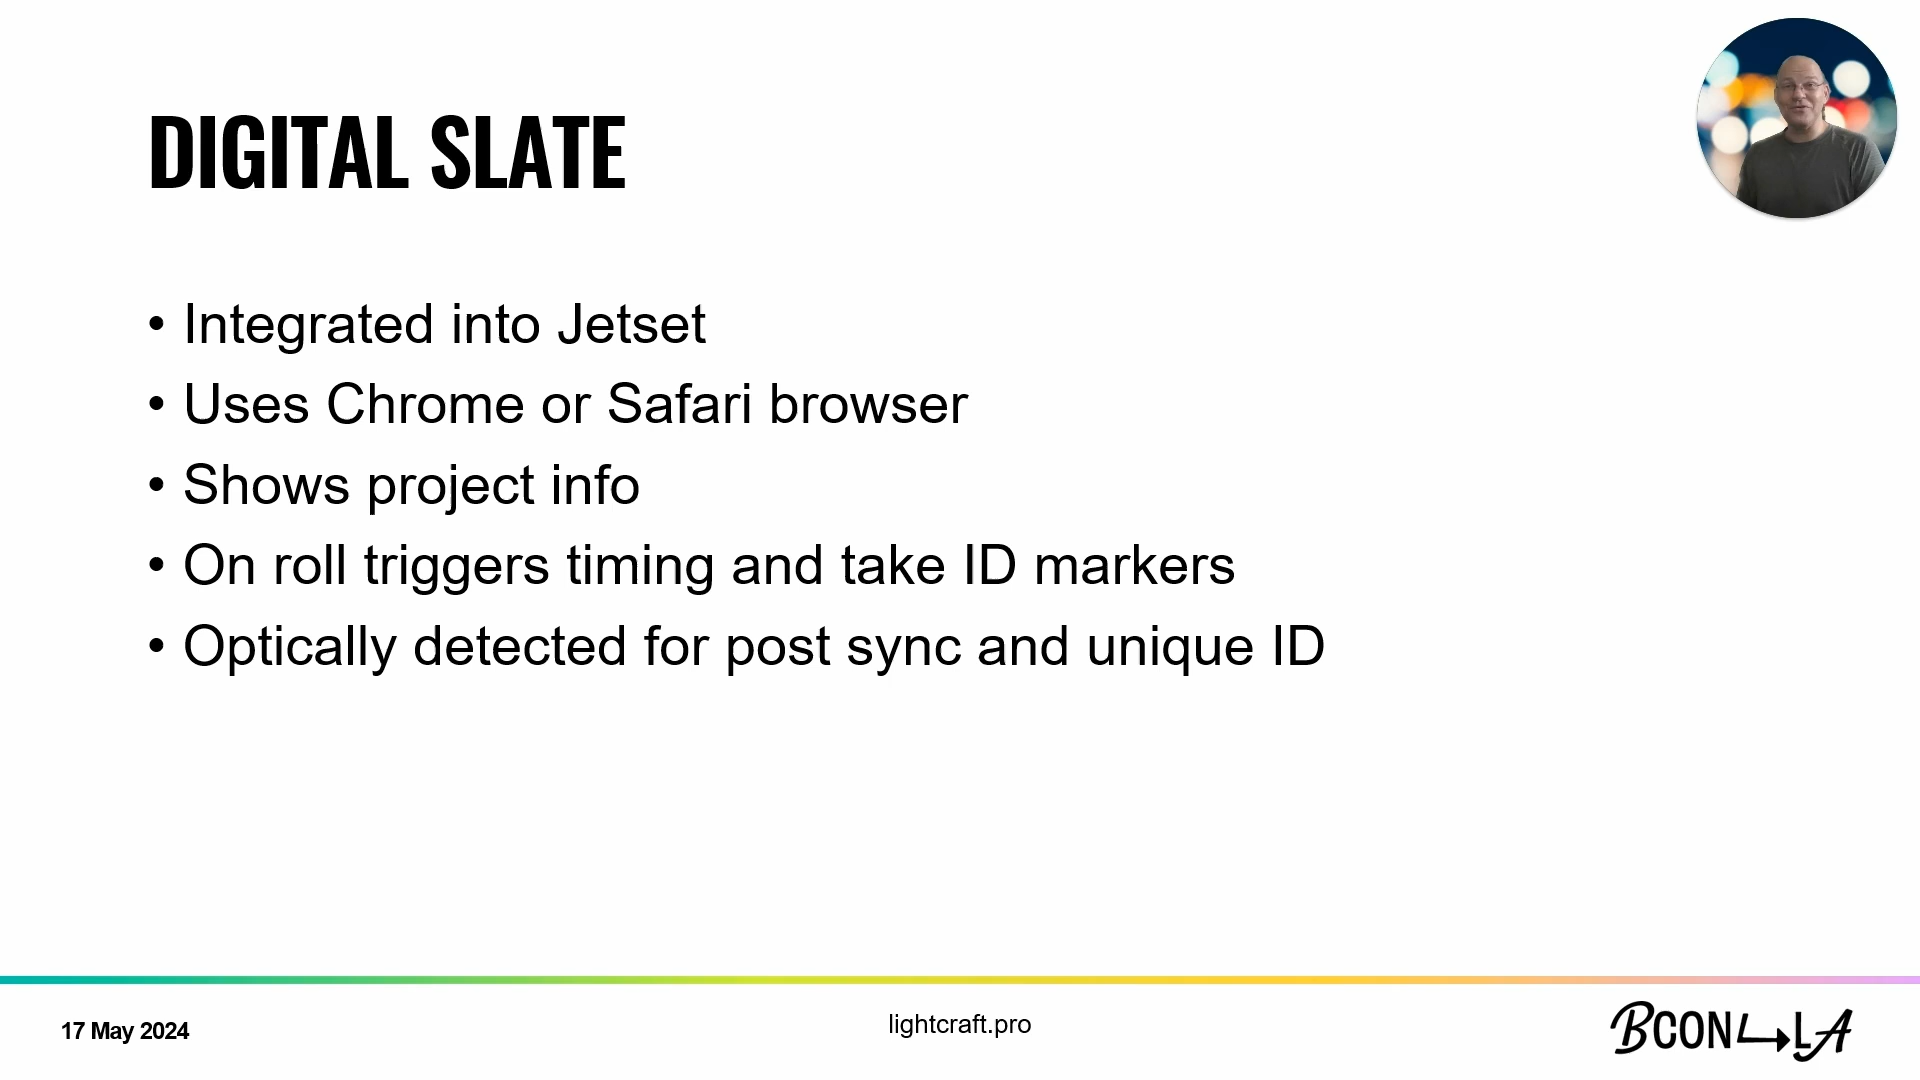 DIGITAL SLATE
• Integrated into Jetset
• Uses Chrome or Safari browser
• Shows project info
• On roll triggers timing and take ID markers
• Optically detected for post sync and unique ID
17 May 2024
lightcraft.pro
BCON LA